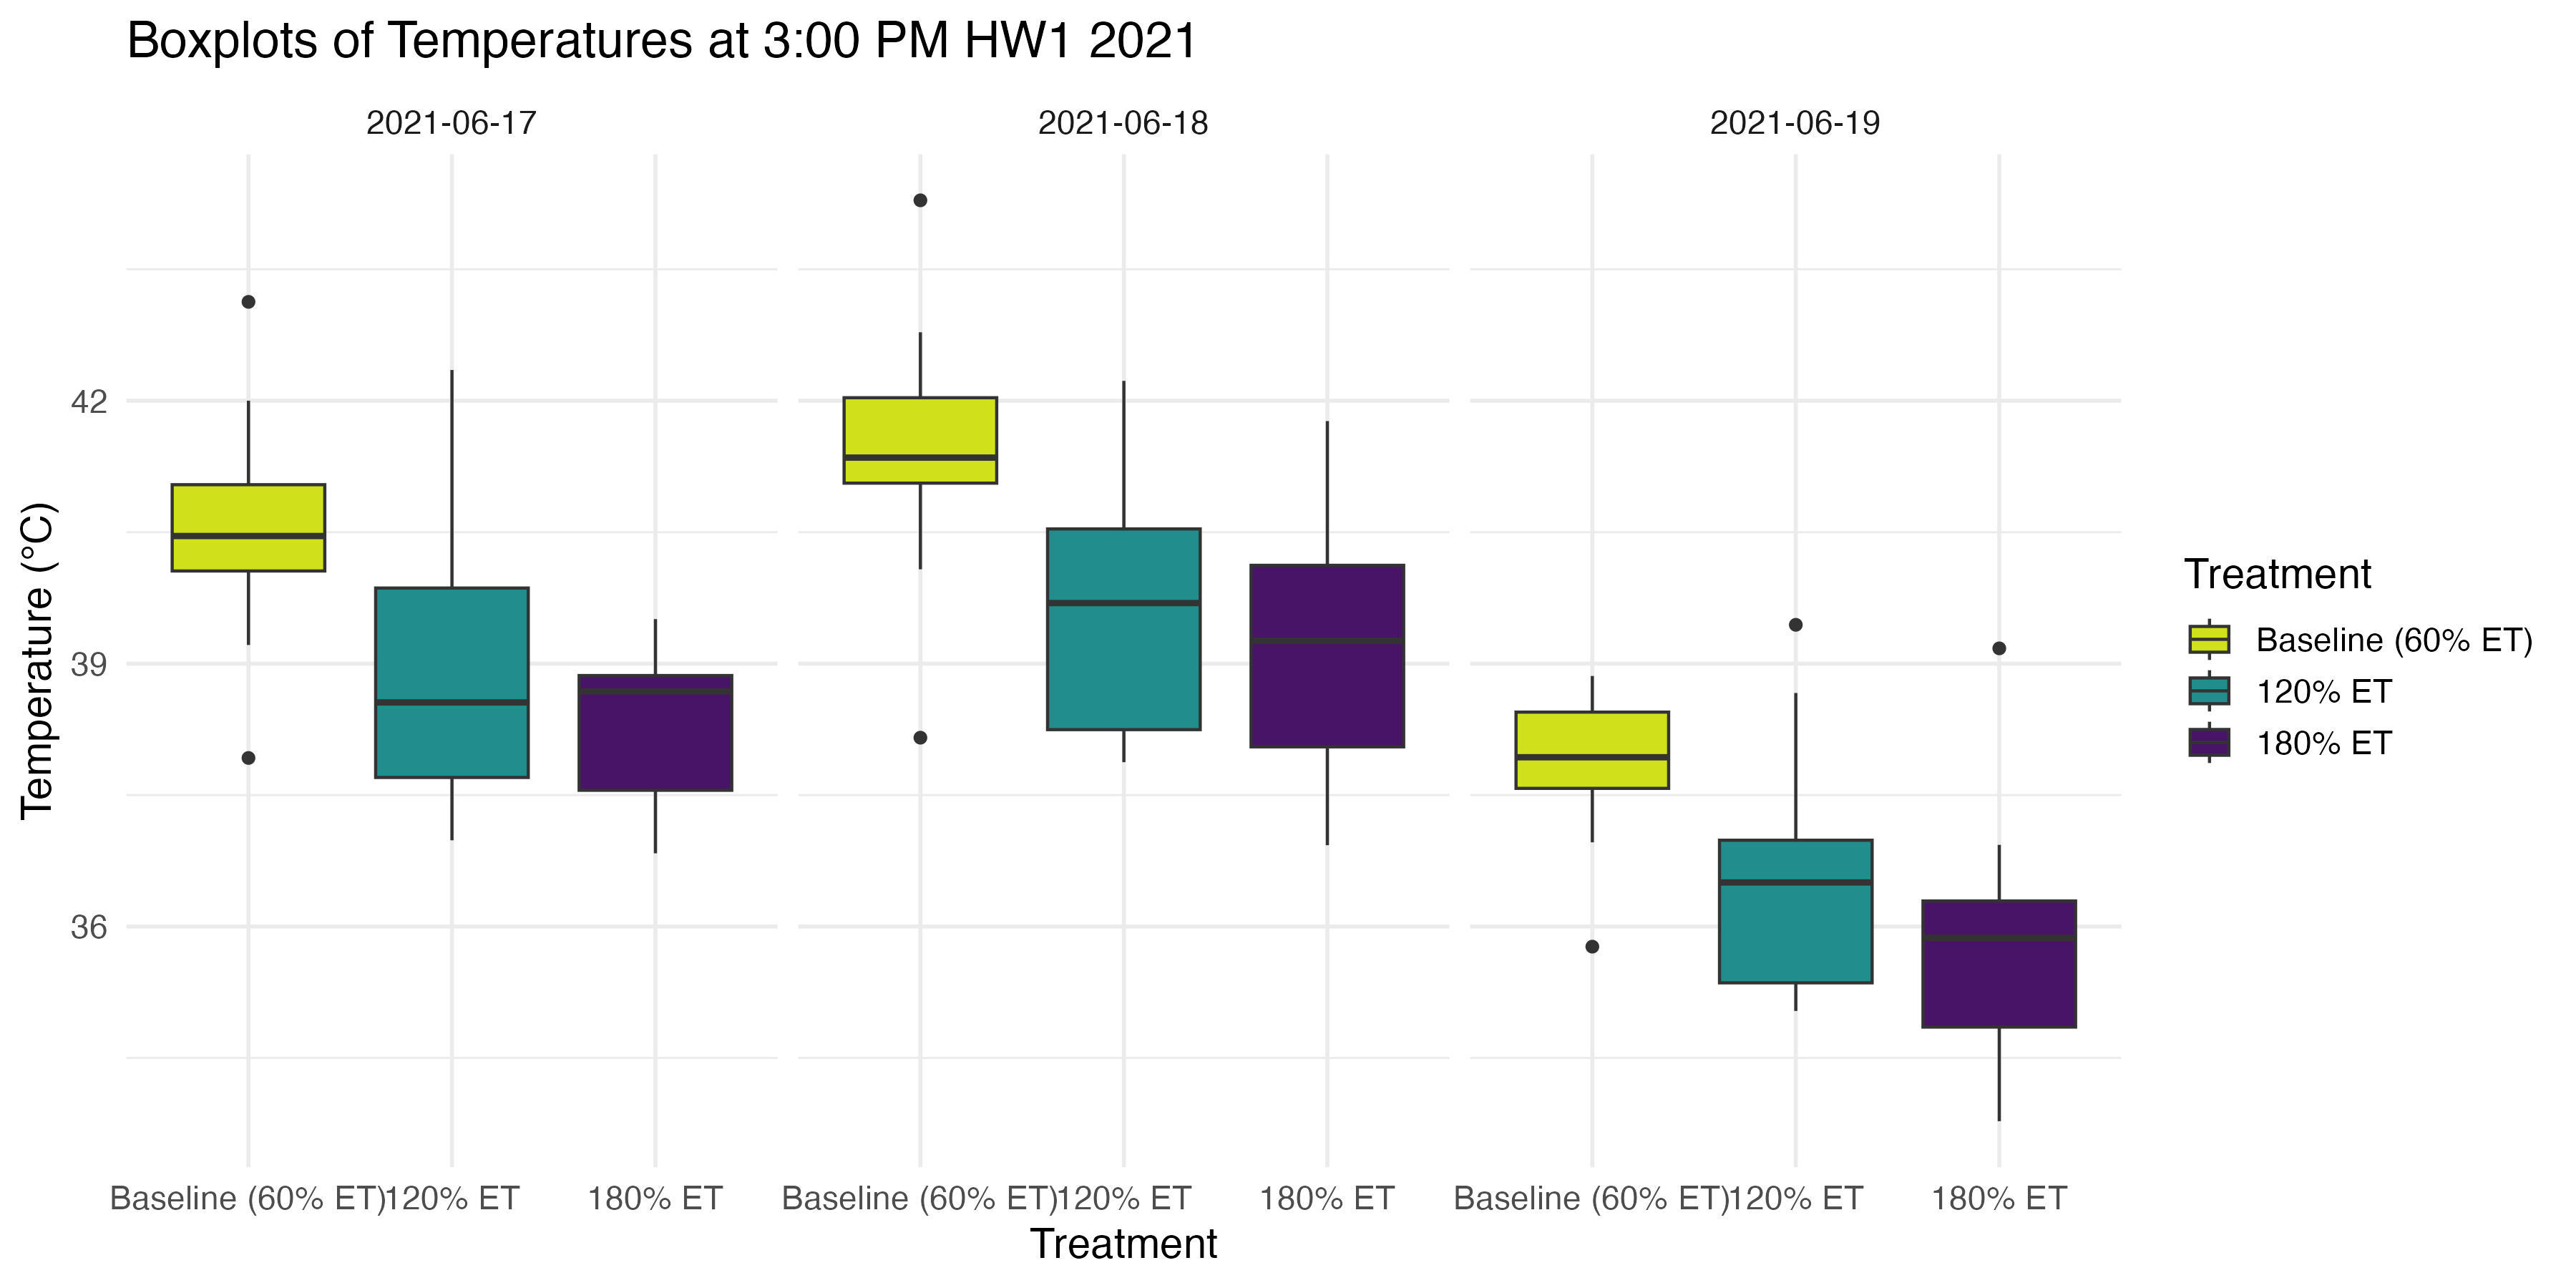 Boxplots of Temperatures at 3:00 PM HW1 2021
2021-06-17 2021-06-18 2021-06-19
Temperature (°C)
42
39
36
Baseline (60% ET) 120% ET 180% ET Baseline (60% ET) 120% ET 180% ET Baseline (60% ET) 120% ET 180% ET
Treatment
Treatment
Baseline (60% ET)
120% ET
180% ET